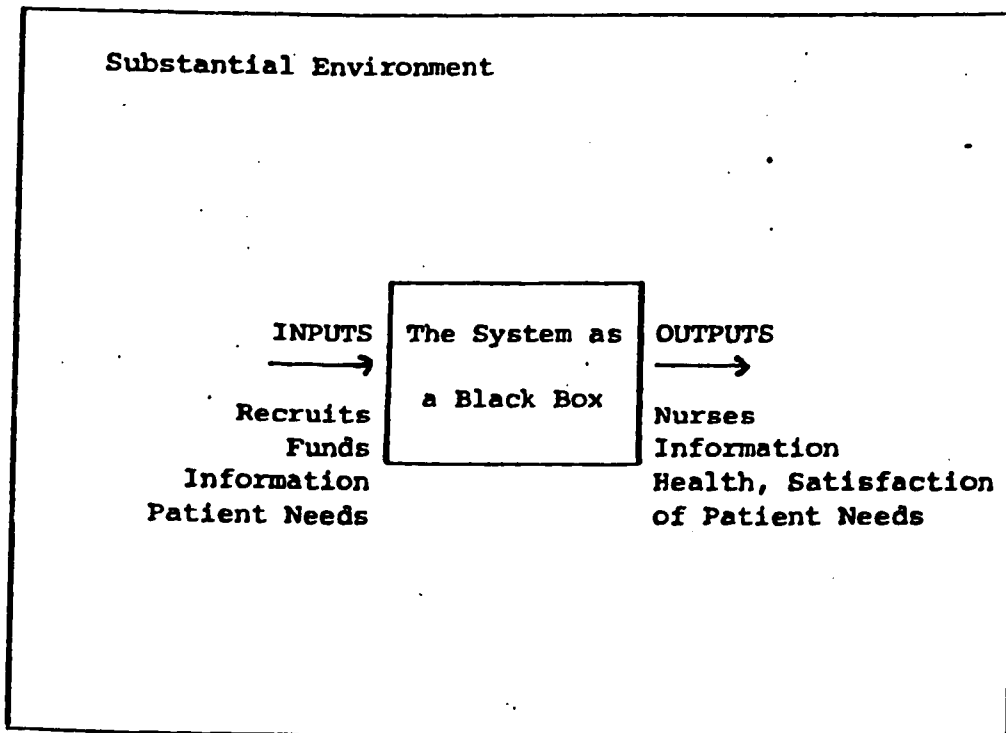 Substantial Environment
INPUTS
Recruits
Funds
Information
Patient Needs
The System as
a Black Box
OUTPUTS
Nurses
Information
Health, Satisfaction
of Patient Needs